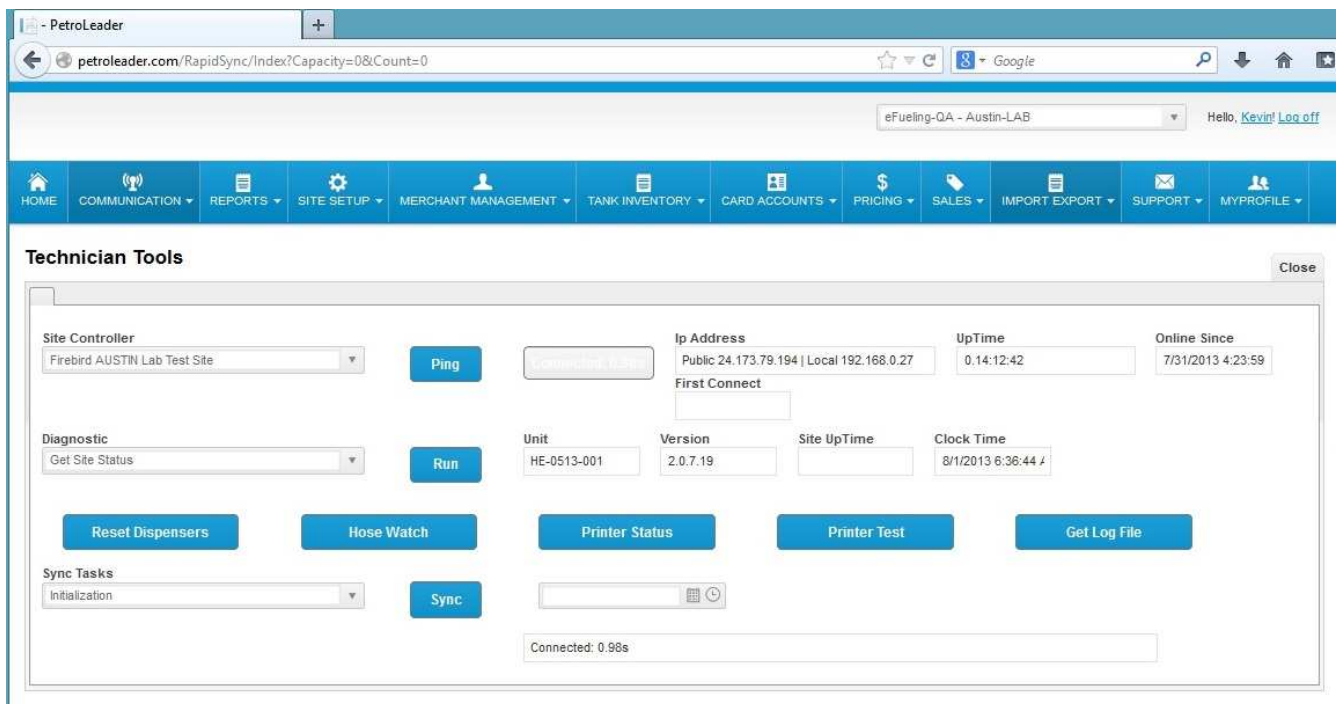 - PetroLeader
petroleader.com/RapidSync/Index?Capacity=0&Count=0
8 Google
eFueling-QA - Austin-LAB
Hello, Kevin! Log off
HOME COMMUNICATION REPORTS SITE SETUP MERCHANT MANAGEMENT TANK INVENTORY CARD ACCOUNTS PRICING SALES IMPORT EXPORT SUPPORT MYPROFILE
Technician Tools
Close
Site Controller
Firebird AUSTIN Lab Test Site
Ping
Connected: 0.98s
Ip Address
Public 24.173.79.194 | Local 192.168.0.27
UpTime
0.14:12:42
Online Since
7/31/2013 4:23:59
First Connect
Diagnostic
Get Site Status
Run
Unit
HE-0513-001
Version
2.0.7.19
Site UpTime
Clock Time
8/1/2013 6:36:44 A
Reset Dispensers
Hose Watch
Printer Status
Printer Test
Get Log File
Sync Tasks
Initialization
Sync
Connected: 0.98s